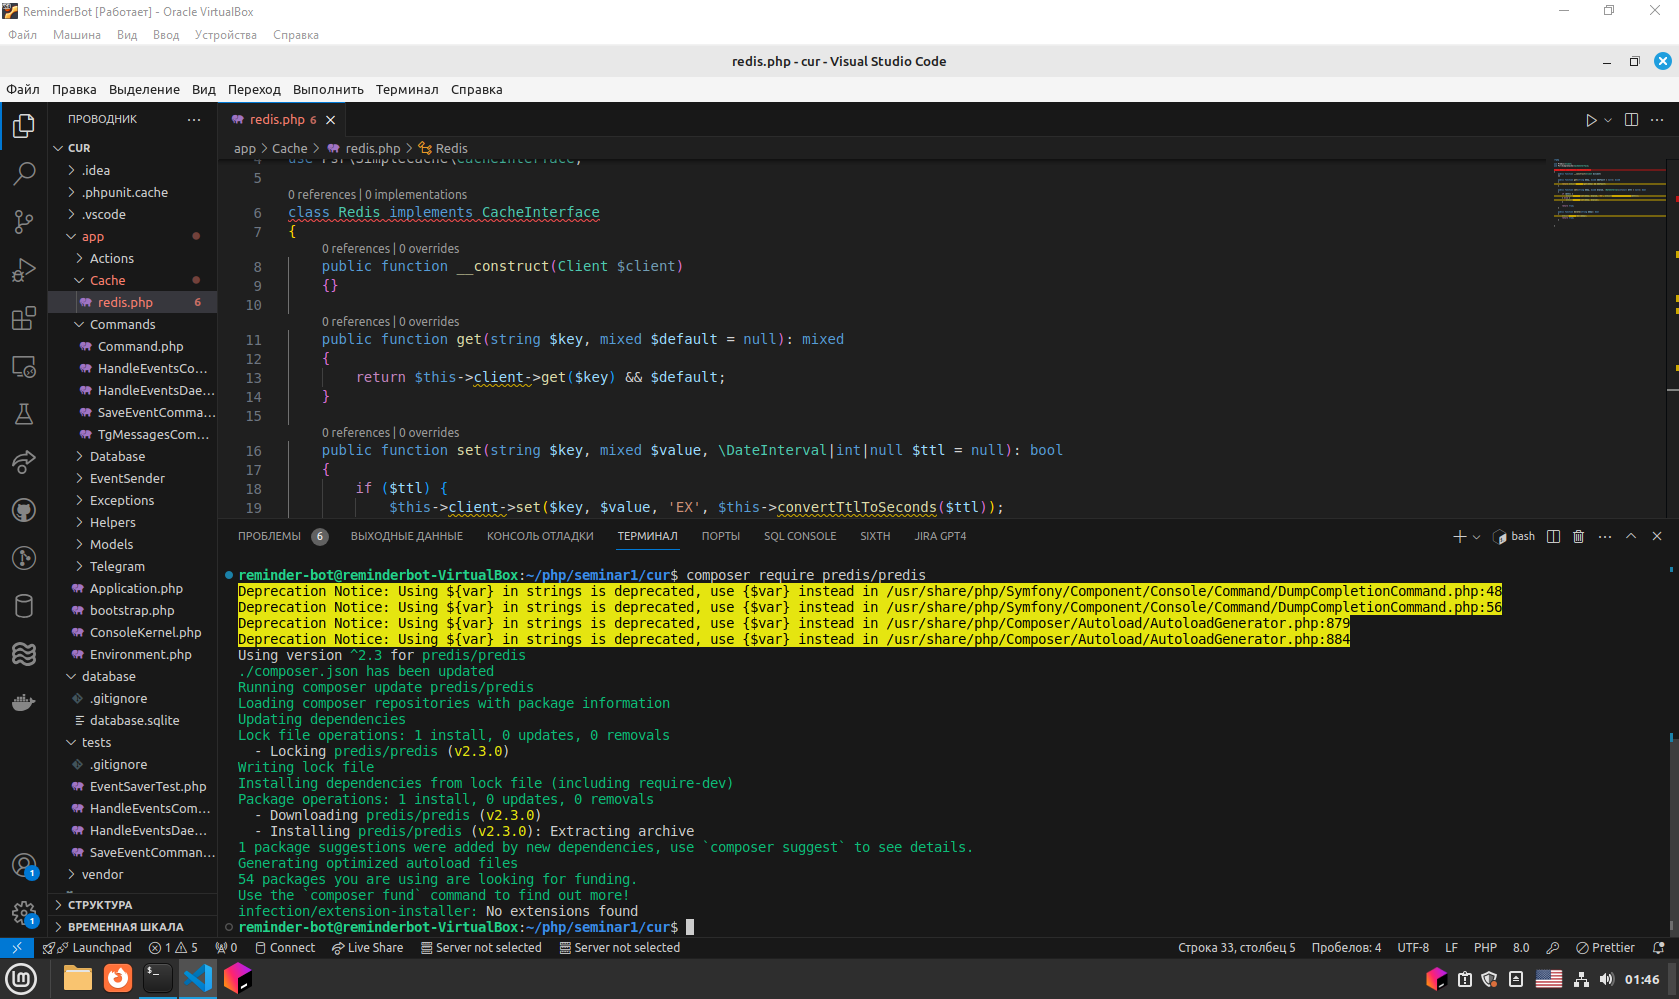 ReminderBot [Работает] - Oracle VirtualBox
Файл Машина Вид Ввод Устройства Справка
redis.php - cur - Visual Studio Code
Файл Правка Выделение Вид Переход Выполнить Терминал Справка
ПРОВОДНИК
CUR
.idea
.phpunit.cache
.vscode
app
Actions
Cache
redis.php 6
Commands
Command.php
HandleEventsCo...
HandleEventsDae...
SaveEventComma...
TgMessagesCom...
Database
EventSender
Exceptions
Helpers
Models
Telegram
Application.php
bootstrap.php
ConsoleKernel.php
Environment.php
database
.gitignore
database.sqlite
tests
.gitignore
EventSaverTest.php
HandleEventsCom...
HandleEventsDae...
SaveEventComman...
vendor
СТРУКТУРА
ВРЕМЕННАЯ ШКАЛА
redis.php 6
app > Cache > redis.php > Redis
4 use Psr\SimpleCache\CacheInterface;
5
0 references | 0 implementations
6 class Redis implements CacheInterface
7 {
0 references | 0 overrides
8 public function __construct(Client $client)
9 {}
10
0 references | 0 overrides
11 public function get(string $key, mixed $default = null): mixed
12 {
13 return $this->client->get($key) && $default;
14 }
15
0 references | 0 overrides
16 public function set(string $key, mixed $value, \DateInterval|int|null $ttl = null): bool
17 {
18 if ($ttl) {
19 $this->client->set($key, $value, 'EX', $this->convertTtlToSeconds($ttl));
ПРОБЛЕМЫ 6 ВЫХОДНЫЕ ДАННЫЕ КОНСОЛЬ ОТЛАДКИ ТЕРМИНАЛ ПОРТЫ SQL CONSOLE SIXTH JIRA GPT4 bash
reminder-bot@reminderbot-VirtualBox:~/php/seminar1/cur$ composer require predis/predis
Deprecation Notice: Using ${var} in strings is deprecated, use {$var} instead in /usr/share/php/Symfony/Component/Console/Command/DumpCompletionCommand.php:48
Deprecation Notice: Using ${var} in strings is deprecated, use {$var} instead in /usr/share/php/Symfony/Component/Console/Command/DumpCompletionCommand.php:56
Deprecation Notice: Using ${var} in strings is deprecated, use {$var} instead in /usr/share/php/Composer/Autoload/AutoloadGenerator.php:879
Deprecation Notice: Using ${var} in strings is deprecated, use {$var} instead in /usr/share/php/Composer/Autoload/AutoloadGenerator.php:884
Using version ^2.3 for predis/predis
./composer.json has been updated
Running composer update predis/predis
Loading composer repositories with package information
Updating dependencies
Lock file operations: 1 install, 0 updates, 0 removals
- Locking predis/predis (v2.3.0)
Writing lock file
Installing dependencies from lock file (including require-dev)
Package operations: 1 install, 0 updates, 0 removals
- Downloading predis/predis (v2.3.0)
- Installing predis/predis (v2.3.0): Extracting archive
1 package suggestions were added by new dependencies, use `composer suggest` to see details.
Generating optimized autoload files
54 packages you are using are looking for funding.
Use the `composer fund` command to find out more!
infection/extension-installer: No extensions found
reminder-bot@reminderbot-VirtualBox:~/php/seminar1/cur$
1
1
Launchpad 1 5 0 Connect Live Share Server not selected Server not selected Строка 33, столбец 5 Пробелов: 4 UTF-8 LF PHP 8.0 Prettier
01:46